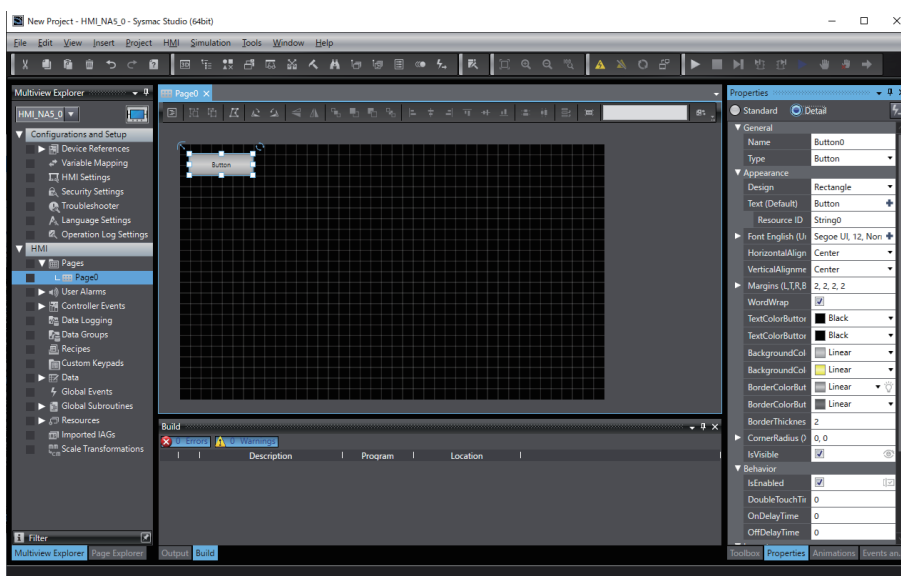 New Project - HMI_NA5_0 - Sysmac Studio (64bit)
File Edit View Insert Project HMI Simulation Tools Window Help
Multiview Explorer
HMI_NA5_0
Configurations and Setup
Device References
Variable Mapping
HMI Settings
Security Settings
Troubleshooter
Language Settings
Operation Log Settings
HMI
Pages
Page0
User Alarms
Controller Events
Data Logging
Data Groups
Recipes
Custom Keypads
Data
Global Events
Global Subroutines
Resources
Imported IAGs
Scale Transformations
Filter
Multiview Explorer Page Explorer
Page0
Button
Build
0 Errors 0 Warnings
Description Program Location
Output Build
Properties
Standard Detail
General
Name Button0
Type Button
Appearance
Design Rectangle
Text (Default) Button
Resource ID String0
Font English (U Segoe UI, 12, Nor
HorizontalAlign Center
VerticalAlignme Center
Margins (L,T,R,B 2, 2, 2, 2
WordWrap
TextColorButtor Black
TextColorButtor Black
BackgroundCol Linear
BackgroundCol Linear
BorderColorBut Linear
BorderColorBut Linear
BorderThicknes 2
CornerRadius ( 0, 0
IsVisible
Behavior
IsEnabled
DoubleTouchTi 0
OnDelayTime 0
OffDelayTime 0
Toolbox Properties Animations Events an